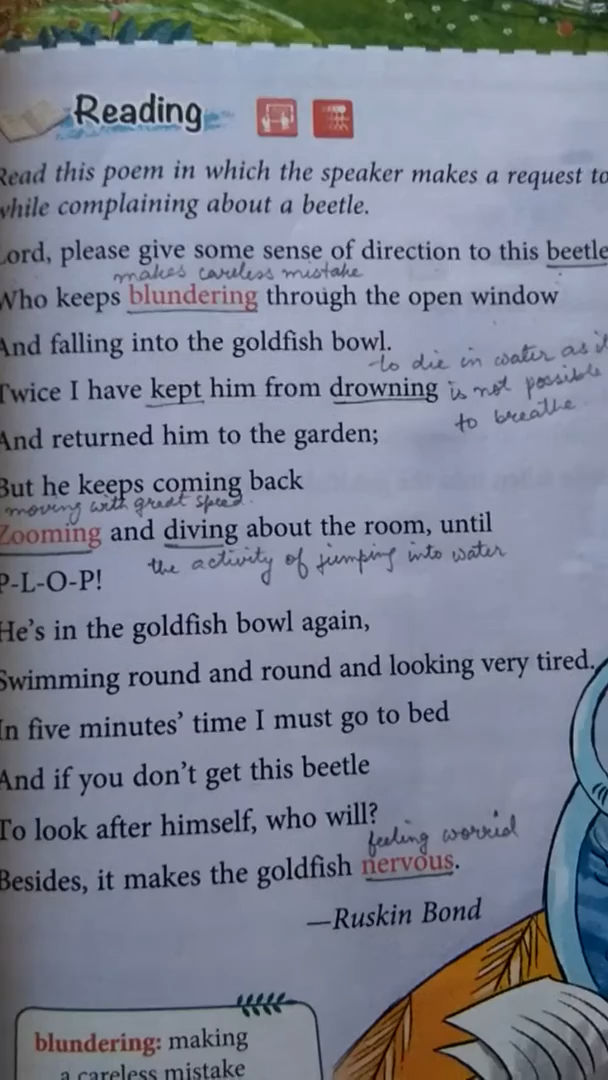 Reading
Read this poem in which the speaker makes a request to
while complaining about a beetle.
Lord, please give some sense of direction to this beetle
makes careless mistake
Who keeps blundering through the open window
And falling into the goldfish bowl.
to die in water as it
Twice I have kept him from drowning is not possible
to breathe
And returned him to the garden;
But he keeps coming back
moving with great speed.
Zooming and diving about the room, until
the activity of jumping into water
P-L-O-P!
He's in the goldfish bowl again,
Swimming round and round and looking very tired.
In five minutes' time I must go to bed
And if you don't get this beetle
To look after himself, who will?
feeling worrid
Besides, it makes the goldfish nervous.
—Ruskin Bond
blundering: making
a careless mistake